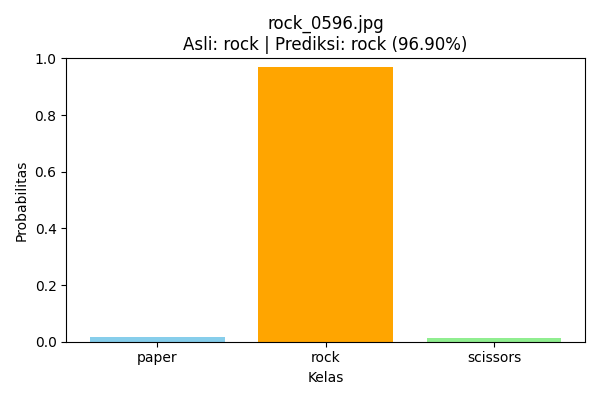 rock_0596.jpg
Asli: rock | Prediksi: rock (96.90%)
Probabilitas
1.0
0.8
0.6
0.4
0.2
0.0
paper rock scissors
Kelas